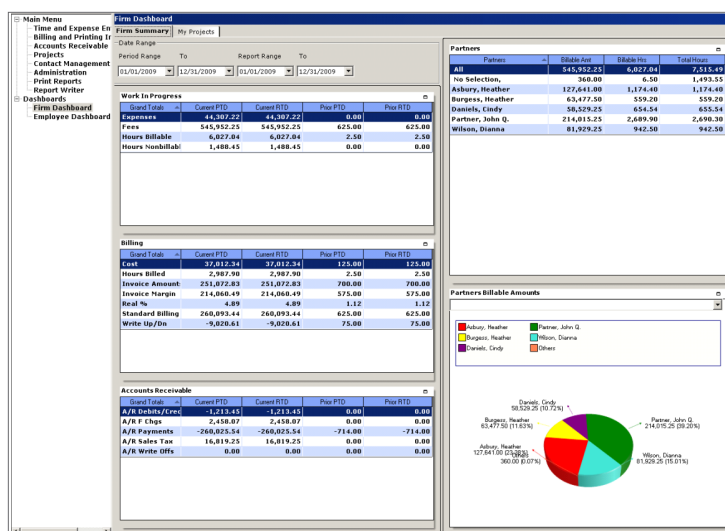 Main Menu
Time and Expense En
Billing and Printing I
Accounts Receivable
Projects
Contact Management
Administration
Print Reports
Report Writer
Dashboards
Firm Dashboard
Employee Dashboard
Firm Dashboard
Firm Summary My Projects
Date Range
Period Range To Report Range To
01/01/2009 12/31/2009 01/01/2009 12/31/2009
Work In Progress
Grand Totals Current PTD Current RTD Prior PTD Prior RTD
Expenses 44,307.22 44,307.22 0.00 0.00
Fees 545,952.25 545,952.25 625.00 625.00
Hours Billable 6,027.04 6,027.04 2.50 2.50
Hours Nonbillabl 1,488.45 1,488.45 0.00 0.00
Billing
Grand Totals Current PTD Current RTD Prior PTD Prior RTD
Cost 37,012.34 37,012.34 125.00 125.00
Hours Billed 2,987.90 2,987.90 2.50 2.50
Invoice Amount 251,072.83 251,072.83 700.00 700.00
Invoice Margin 214,060.49 214,060.49 575.00 575.00
Real % 4.89 4.89 1.12 1.12
Standard Billing 260,093.44 260,093.44 625.00 625.00
Write Up/Dn -9,020.61 -9,020.61 75.00 75.00
Accounts Receivable
Grand Totals Current PTD Current RTD Prior PTD Prior RTD
A/R Debits/Cred -1,213.45 -1,213.45 0.00 0.00
A/R F Chgs 2,458.07 2,458.07 0.00 0.00
A/R Payments -260,025.54 -260,025.54 -714.00 -714.00
A/R Sales Tax 16,819.25 16,819.25 0.00 0.00
A/R Write Offs 0.00 0.00 0.00 0.00
Partners
Partners Billable Amt Billable Hrs Total Hours
All 545,952.25 6,027.04 7,515.49
No Selection, 360.00 6.50 1,493.55
Asbury, Heather 127,641.00 1,174.40 1,174.40
Burgess, Heather 63,477.50 559.20 559.20
Daniels, Cindy 58,529.25 654.54 655.54
Partner, John Q. 214,015.25 2,689.90 2,690.30
Wilson, Dianna 81,929.25 942.50 942.50
Partners Billable Amounts
Asbury, Heather Partner, John Q.
Burgess, Heather Wilson, Dianna
Daniels, Cindy Others
Daniels, Cindy
58,529.25 (10.72%)
Burgess, Heather
63,477.50 (11.63%)
Partner, John Q.
214,015.25 (39.20%)
Asbury, Heather
127,641.00 (23.38%)
Others
360.00 (0.07%)
Wilson, Dianna
81,929.25 (15.01%)